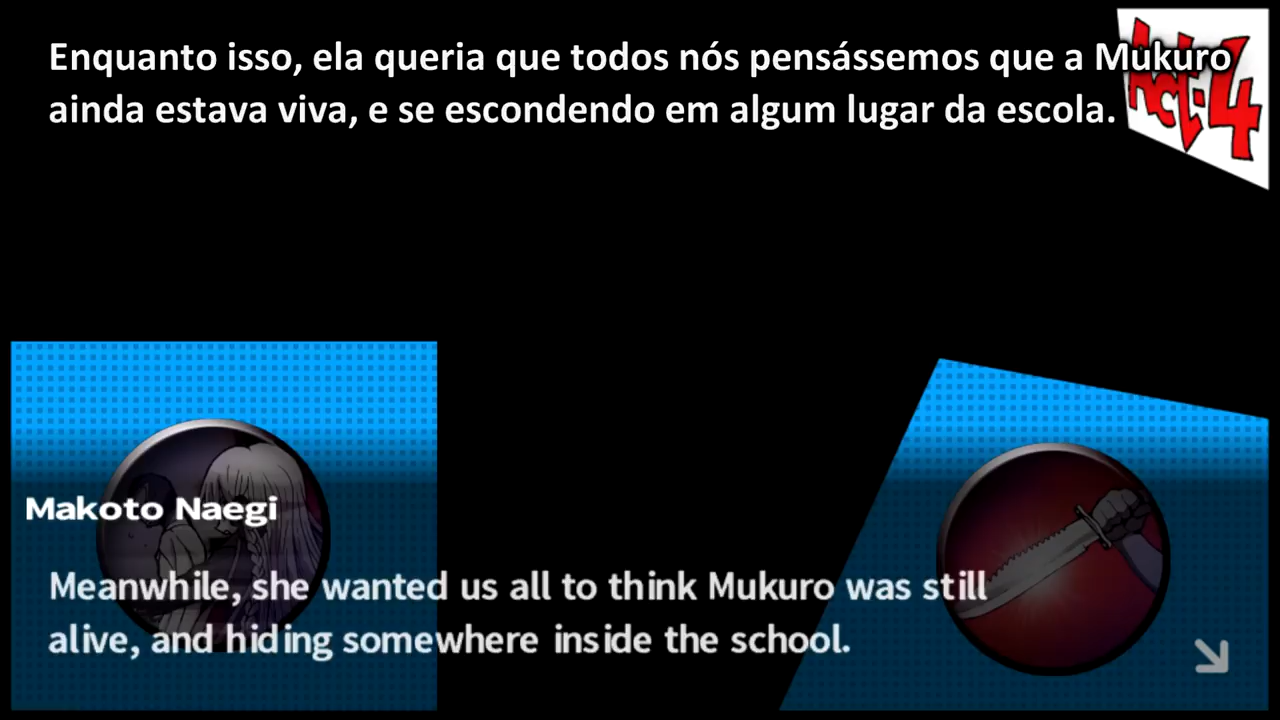 Enquanto isso, ela queria que todos nós pensássemos que a Mukuro
ainda estava viva, e se escondendo em algum lugar da escola.
Act.4
Makoto Naegi
Meanwhile, she wanted us all to think Mukuro was still
alive, and hiding somewhere inside the school.